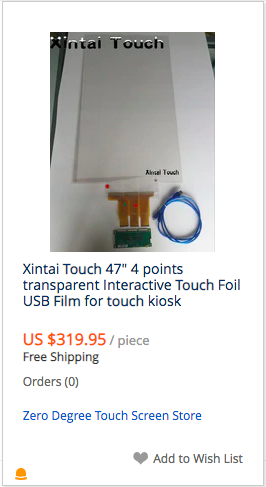 Xintai Touch
Xintai Touch
Xintai Touch 47" 4 points
transparent Interactive Touch Foil
USB Film for touch kiosk
US $319.95 / piece
Free Shipping
Orders (0)
Zero Degree Touch Screen Store
Add to Wish List